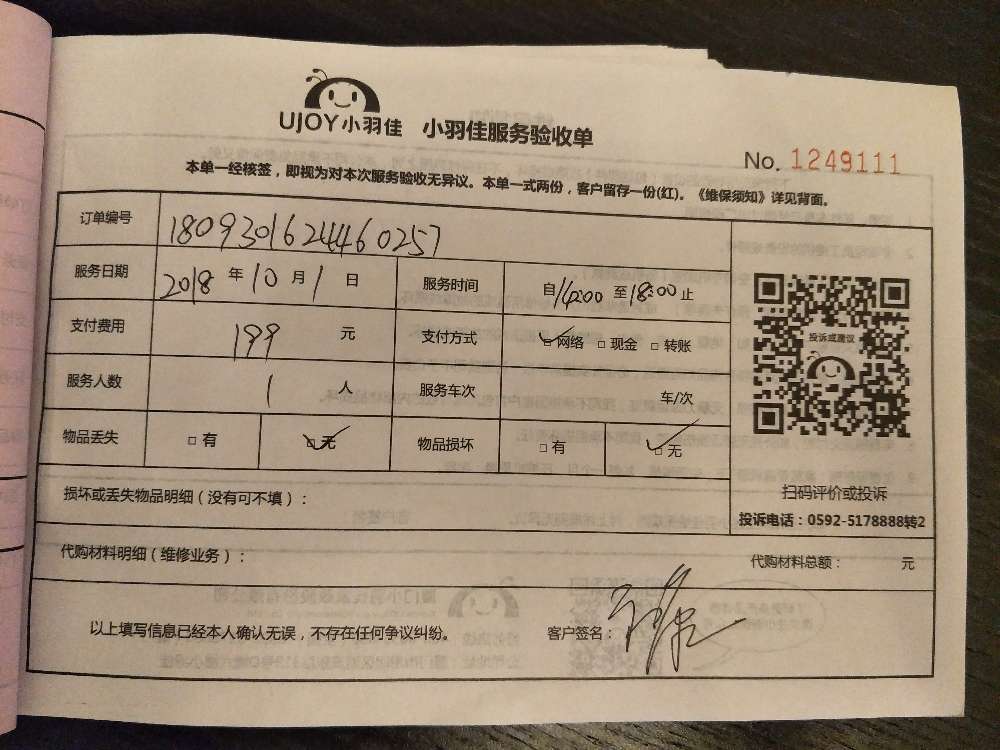 UJOY小羽佳 小羽佳服务验收单
No. 1249111
本单一经核签，即视为对本次服务验收无异议。本单一式两份，客户留存一份(红)。《维保须知》详见背面。
订单编号 1809301624460257
服务日期 2018 年 10 月 1 日 服务时间 自14:00 至18:00止
支付费用 199 元 支付方式 ☑网络 □现金 □转账
服务人数 1 人 服务车次 车/次
物品丢失 □有 ☑无 物品损坏 □有 ☑无
投诉或建议
扫码评价或投诉
投诉电话：0592-5178888转2
损坏或丢失物品明细（没有可不填）：
代购材料明细（维修业务）： 代购材料总额： 元
以上填写信息已经本人确认无误，不存在任何争议纠纷。 客户签名：